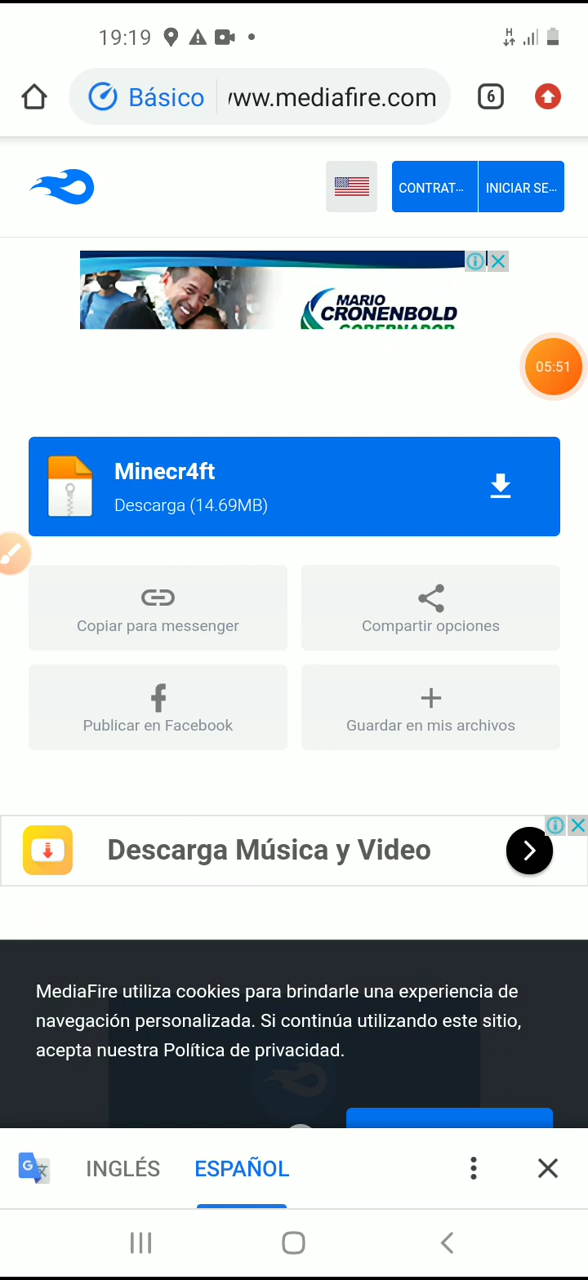 19:19
H
Básico
www.mediafire.com
6
CONTRAT...
INICIAR SE...
MARIO
CRONENBOLD
GOBERNADOR
05:51
Minecr4ft
Descarga (14.69MB)
Copiar para messenger
Compartir opciones
Publicar en Facebook
Guardar en mis archivos
Descarga Música y Video
MediaFire utiliza cookies para brindarle una experiencia de
navegación personalizada. Si continúa utilizando este sitio,
acepta nuestra Política de privacidad.
G
INGLÉS
ESPAÑOL